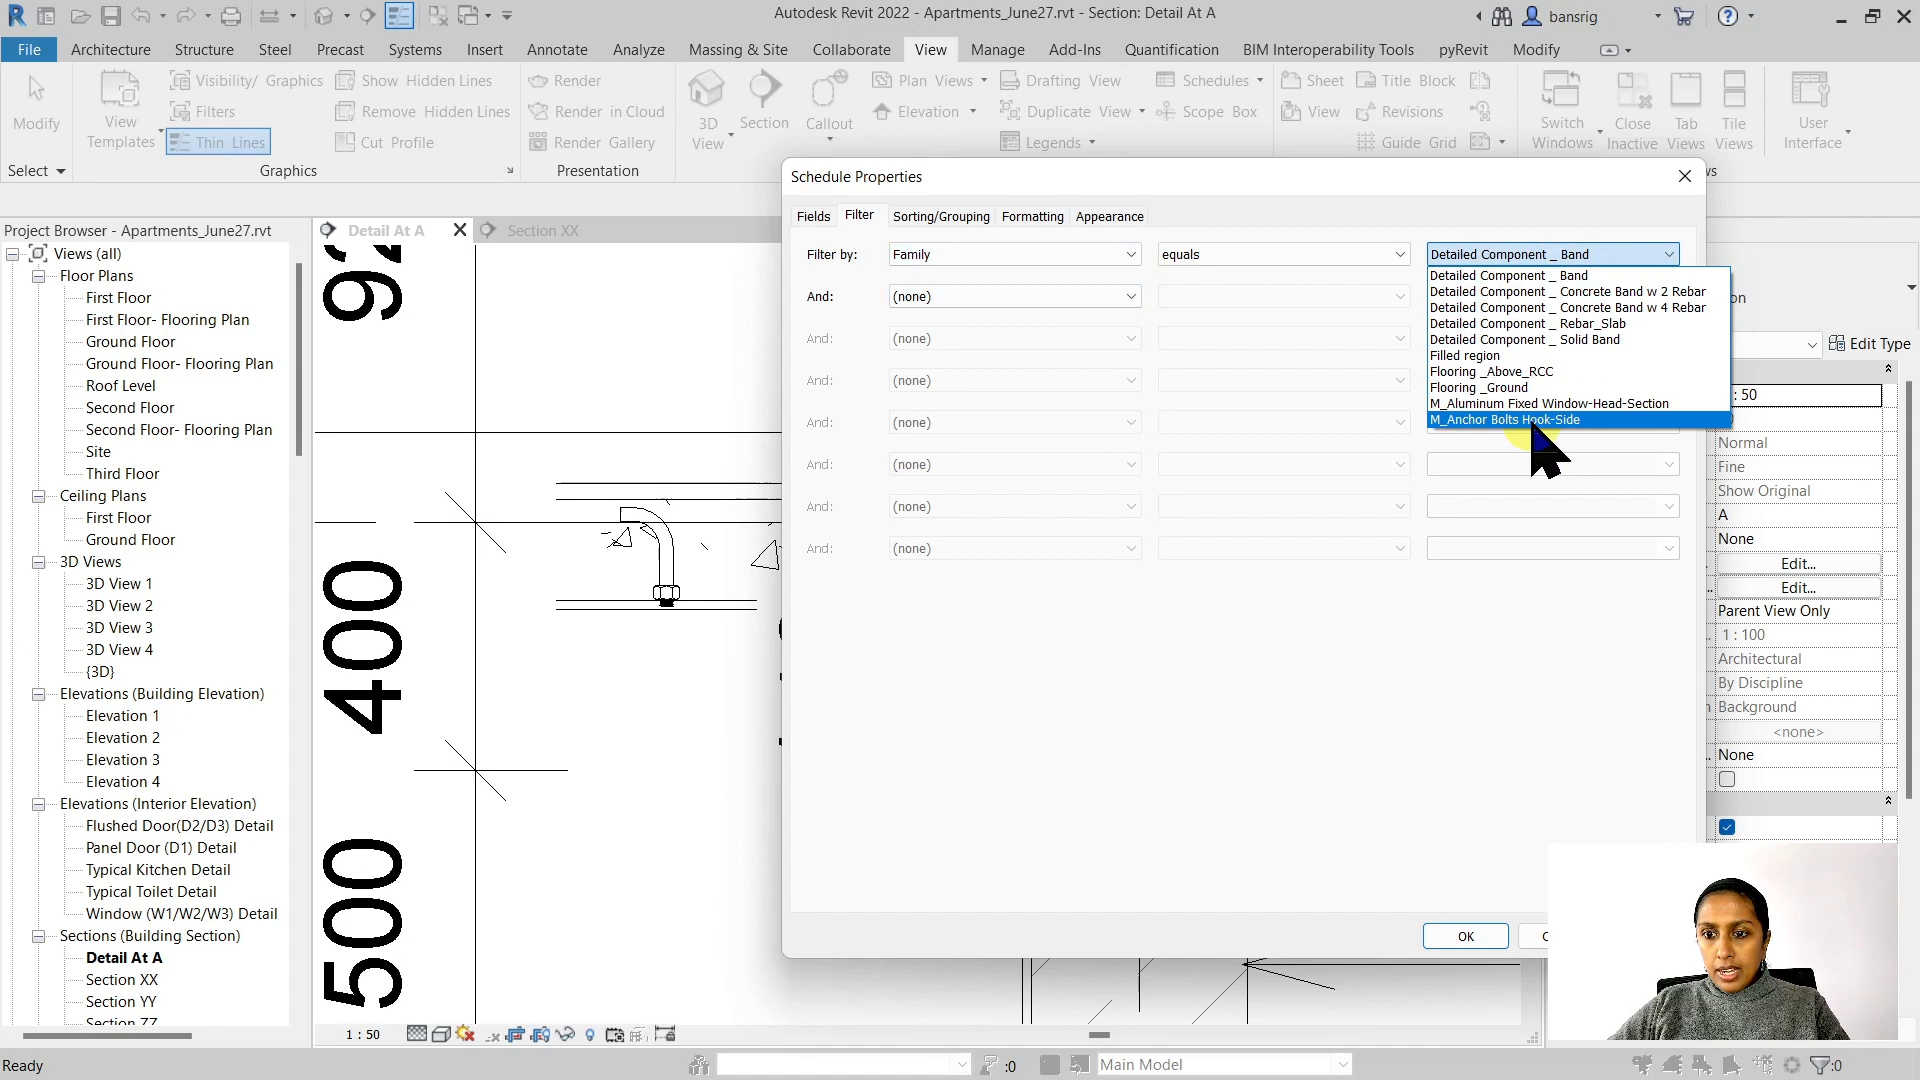 Autodesk Revit 2022 - Apartments_June27.rvt - Section: Detail At A
bansrig
File Architecture Structure Steel Precast Systems Insert Annotate Analyze Massing & Site Collaborate View Manage Add-Ins Quantification BIM Interoperability Tools pyRevit Modify
Modify
View Templates
Visibility/ Graphics
Filters
Thin Lines
Show Hidden Lines
Remove Hidden Lines
Cut Profile
Render
Render in Cloud
Render Gallery
3D View
Section
Callout
Plan Views
Elevation
Drafting View
Duplicate View
Legends
Schedules
Scope Box
Sheet
View
Title Block
Revisions
Guide Grid
Switch Windows
Close Inactive
Tab Views
Tile Views
User Interface
Select
Graphics
Presentation
Project Browser - Apartments_June27.rvt
Views (all)
Floor Plans
First Floor
First Floor- Flooring Plan
Ground Floor
Ground Floor- Flooring Plan
Roof Level
Second Floor
Second Floor- Flooring Plan
Site
Third Floor
Ceiling Plans
First Floor
Ground Floor
3D Views
3D View 1
3D View 2
3D View 3
3D View 4
{3D}
Elevations (Building Elevation)
Elevation 1
Elevation 2
Elevation 3
Elevation 4
Elevations (Interior Elevation)
Flushed Door(D2/D3) Detail
Panel Door (D1) Detail
Typical Kitchen Detail
Typical Toilet Detail
Window (W1/W2/W3) Detail
Sections (Building Section)
Detail At A
Section XX
Section YY
Section ZZ
Detail At A
Section XX
400
500
1 : 50
Schedule Properties
Fields Filter Sorting/Grouping Formatting Appearance
Filter by: Family equals Detailed Component _ Band
And: (none)
And: (none)
And: (none)
And: (none)
And: (none)
And: (none)
And: (none)
Detailed Component _ Band
Detailed Component _ Concrete Band w 2 Rebar
Detailed Component _ Concrete Band w 4 Rebar
Detailed Component _ Rebar_Slab
Detailed Component _ Solid Band
Filled region
Flooring _Above_RCC
Flooring _Ground
M_Aluminum Fixed Window-Head-Section
M_Anchor Bolts Hook-Side
OK
Edit Type
: 50
Normal
Fine
Show Original
A
None
Edit...
Edit...
Parent View Only
1 : 100
Architectural
By Discipline
Background
<none>
None
Ready
:0
Main Model
:0